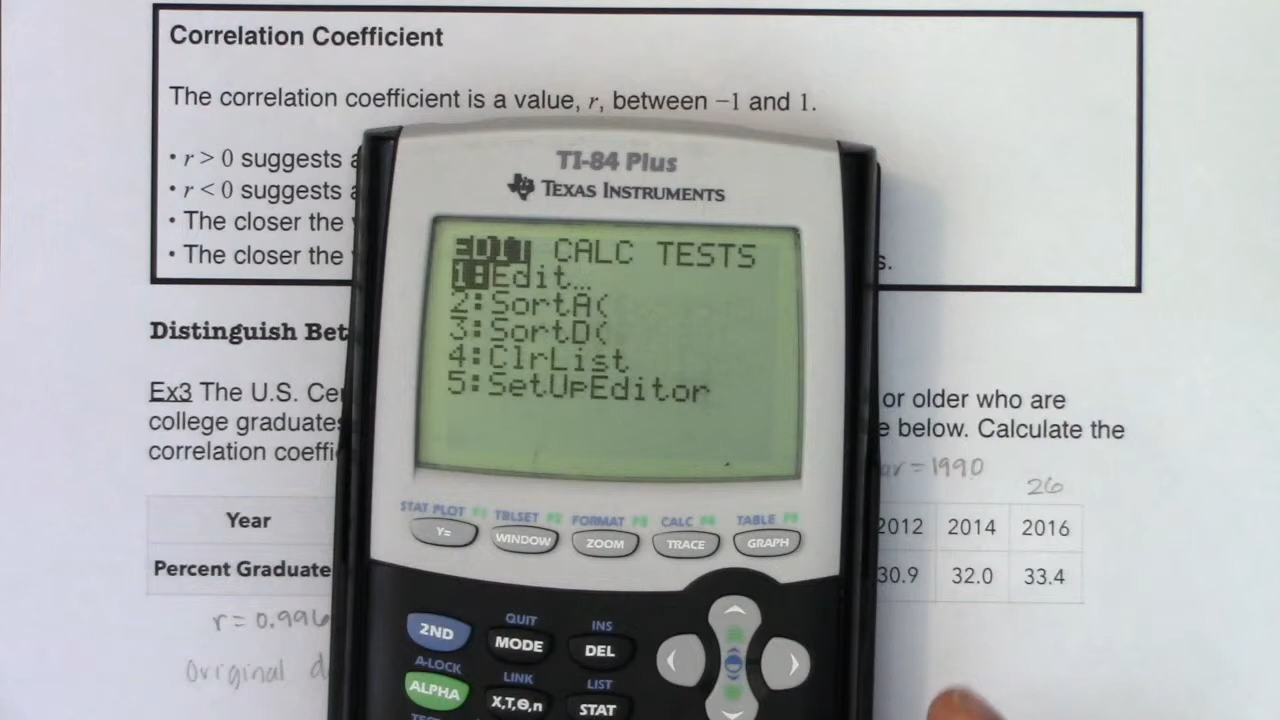 Correlation Coefficient
The correlation coefficient is a value, r, between −1 and 1.
• r > 0 suggests
• r < 0 suggests
• The closer the
• The closer the
s.
TI-84 Plus
TEXAS INSTRUMENTS
EDIT CALC TESTS
1:Edit…
2:SortA(
3:SortD(
4:ClrList
5:SetUpEditor
Distinguish Bet
Ex3 The U.S. Ce
or older who are
college graduate
e below. Calculate the
correlation coeffi
= 1990
26
Year
2012 2014 2016
Percent Graduate
30.9 32.0 33.4
r = 0.996
Original d
STAT PLOT F1 TBLSET F2 FORMAT F3 CALC F4 TABLE F5
Y= WINDOW ZOOM TRACE GRAPH
QUIT INS
2ND MODE DEL
A-LOCK LINK LIST
ALPHA X,T,Θ,n STAT